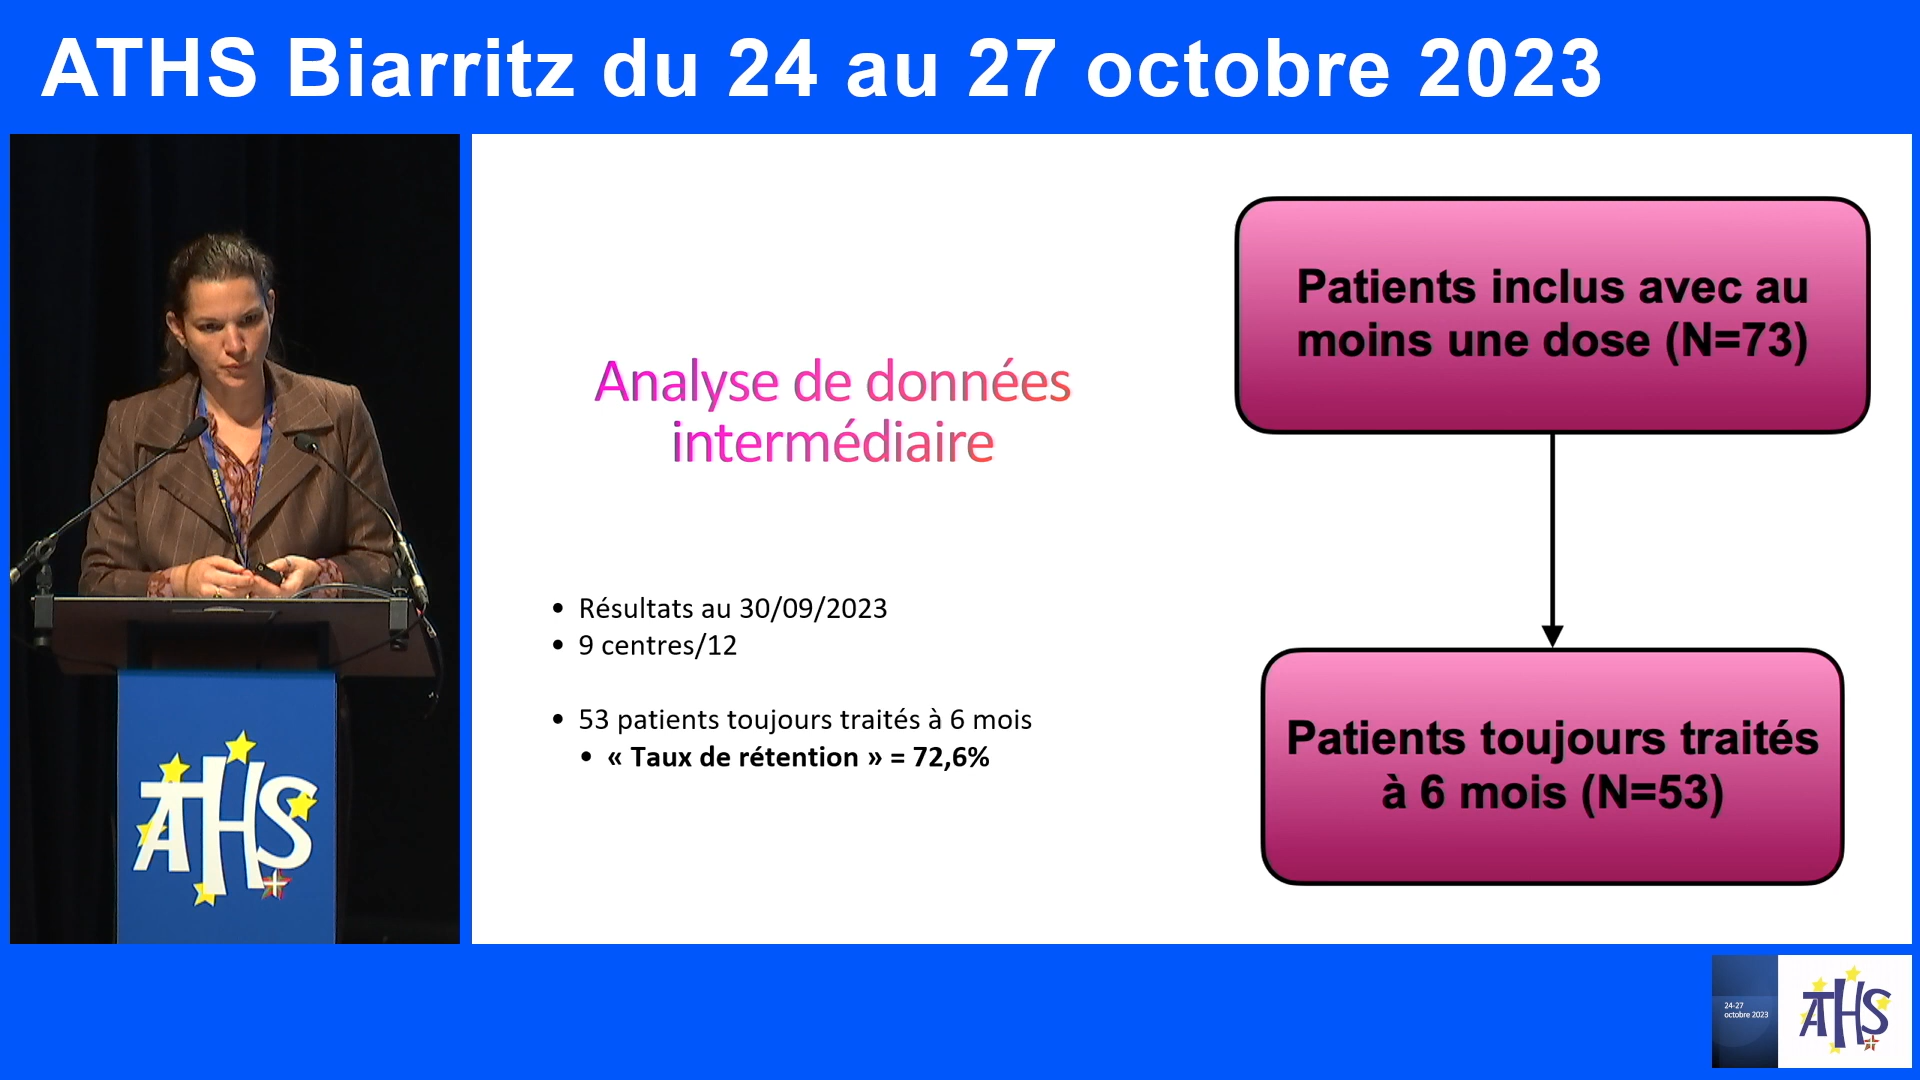 ATHS Biarritz du 24 au 27 octobre 2023
Analyse de données
intermédiaire
• Résultats au 30/09/2023
• 9 centres/12
• 53 patients toujours traités à 6 mois
• « Taux de rétention » = 72,6%
Patients inclus avec au
moins une dose (N=73)
Patients toujours traités
à 6 mois (N=53)
ATHS
24-27
octobre 2023
ATHS